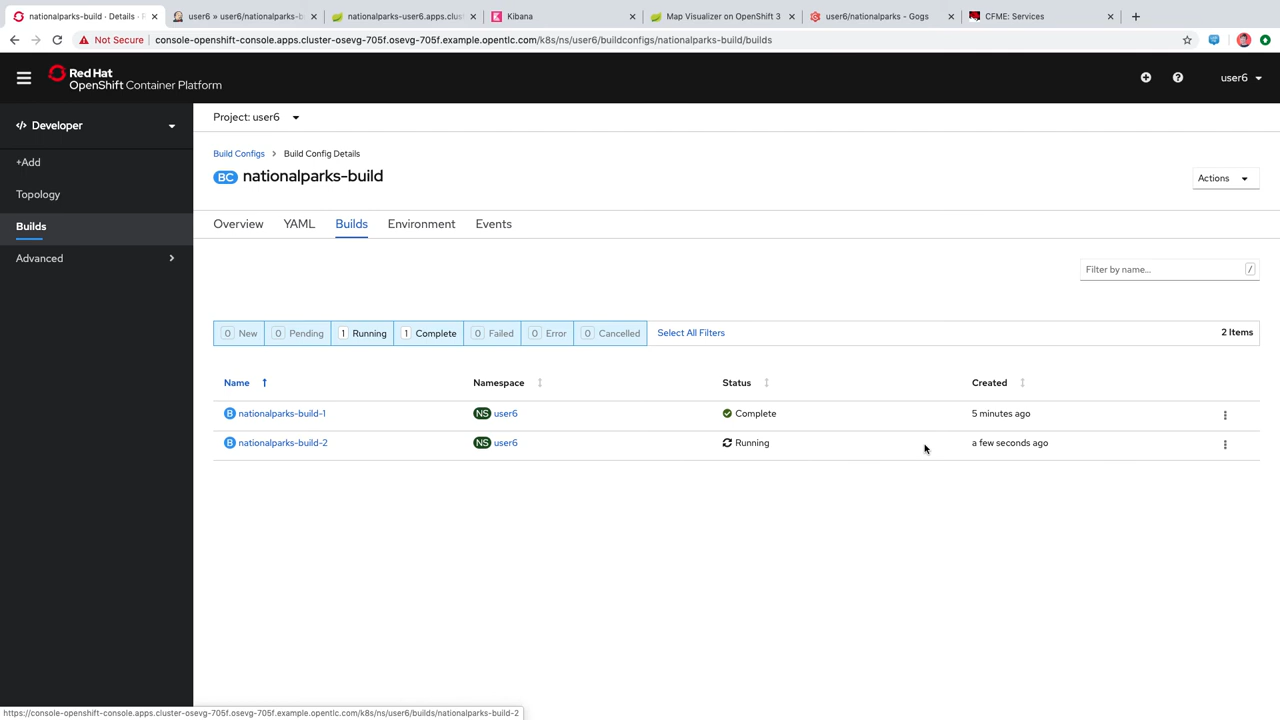 nationalparks-build · Details · R
user6 » user6/nationalparks-b
nationalparks-user6.apps.clust
Kibana
Map Visualizer on OpenShift 3
user6/nationalparks - Gogs
CFME: Services
Not Secure
console-openshift-console.apps.cluster-osevg-705f.osevg-705f.example.opentlc.com/k8s/ns/user6/buildconfigs/nationalparks-build/builds
Red Hat
OpenShift Container Platform
user6
Developer
+Add
Topology
Builds
Advanced
Project: user6
Build Configs > Build Config Details
BC nationalparks-build
Actions
Overview YAML Builds Environment Events
Filter by name... /
0 New 0 Pending 1 Running 1 Complete 0 Failed 0 Error 0 Cancelled Select All Filters 2 Items
Name Namespace Status Created
B nationalparks-build-1 NS user6 Complete 5 minutes ago
B nationalparks-build-2 NS user6 Running a few seconds ago
https://console-openshift-console.apps.cluster-osevg-705f.osevg-705f.example.opentlc.com/k8s/ns/user6/builds/nationalparks-build-2